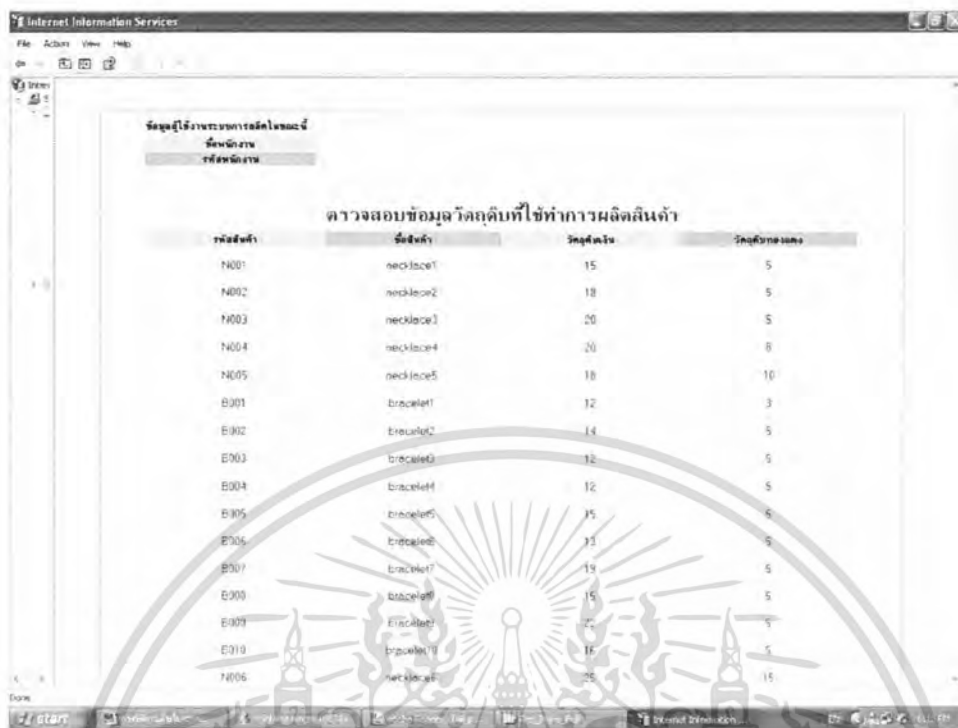 Internet Information Services
File Action View Help
ข้อมูลผู้ใช้งานระบบการผลิตในขณะนี้
ชื่อพนักงาน
รหัสพนักงาน
ตรวจสอบข้อมูลวัตถุดิบที่ใช้ทำการผลิตสินค้า
รหัสสินค้า ชื่อสินค้า วัตถุดิบเงิน วัตถุดิบทองแดง
N001 necklace1 15 5
N002 necklace2 18 5
N003 necklace3 20 5
N004 necklace4 20 8
N005 necklace5 18 10
B001 bracelet1 12 3
B002 bracelet2 14 5
B003 bracelet3 12 5
B004 bracelet4 12 5
B005 bracelet5 15
B006 bracelet6 13 5
B007 bracelet7 5
B008 bracelet8 15 5
B009 bracelet9 5
B010 bracelet10 16 5
N006 necklace6 25 15
Done
start Internet Information